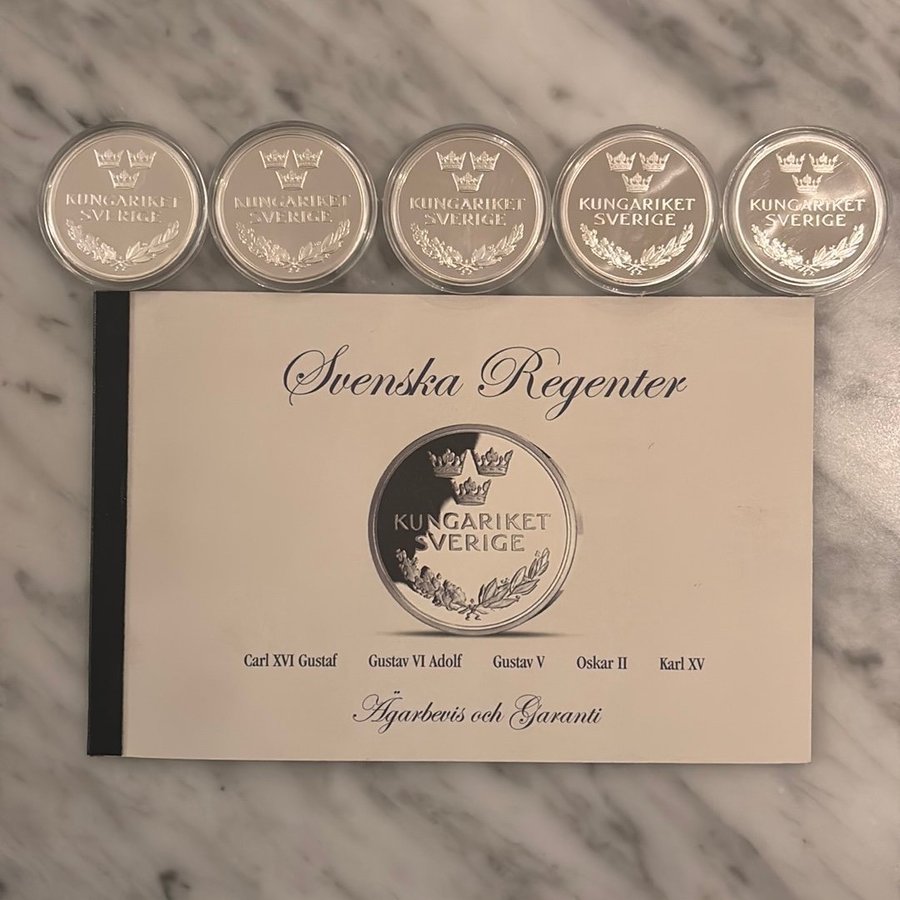 KUNGARIKET
SVERIGE
KUNGARIKET
SVERIGE
KUNGARIKET
SVERIGE
KUNGARIKET
SVERIGE
KUNGARIKET
SVERIGE
Svenska Regenter
KUNGARIKET
SVERIGE
Carl XVI Gustaf Gustav VI Adolf Gustav V Oskar II Karl XV
Ägarbevis och Garanti